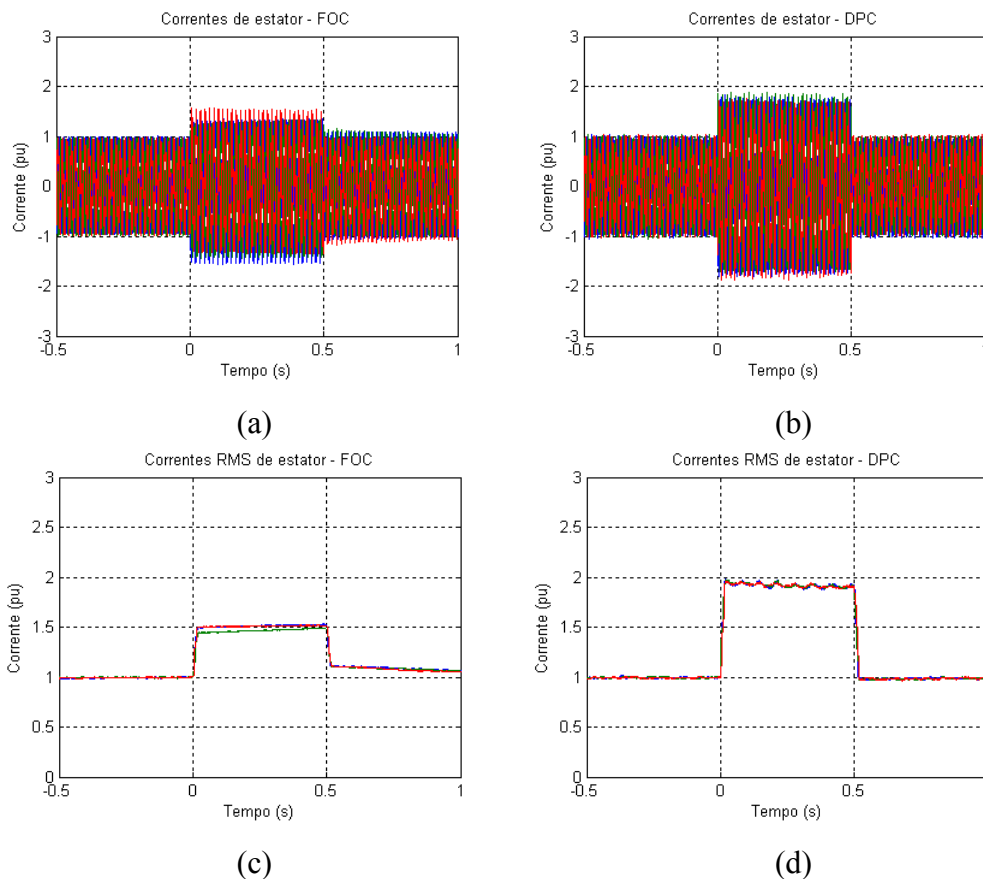 Correntes de estator - FOC
3
2
1
0
-1
-2
-3
Corrente (pu)
-0.5
0
0.5
1
Tempo (s)
(a)
Correntes de estator - DPC
3
2
1
0
-1
-2
-3
Corrente (pu)
-0.5
0
0.5
1
Tempo (s)
(b)
Correntes RMS de estator - FOC
3
2.5
2
1.5
1
0.5
0
Corrente (pu)
-0.5
0
0.5
1
Tempo (s)
(c)
Correntes RMS de estator - DPC
3
2.5
2
1.5
1
0.5
0
Corrente (pu)
-0.5
0
0.5
Tempo (s)
(d)